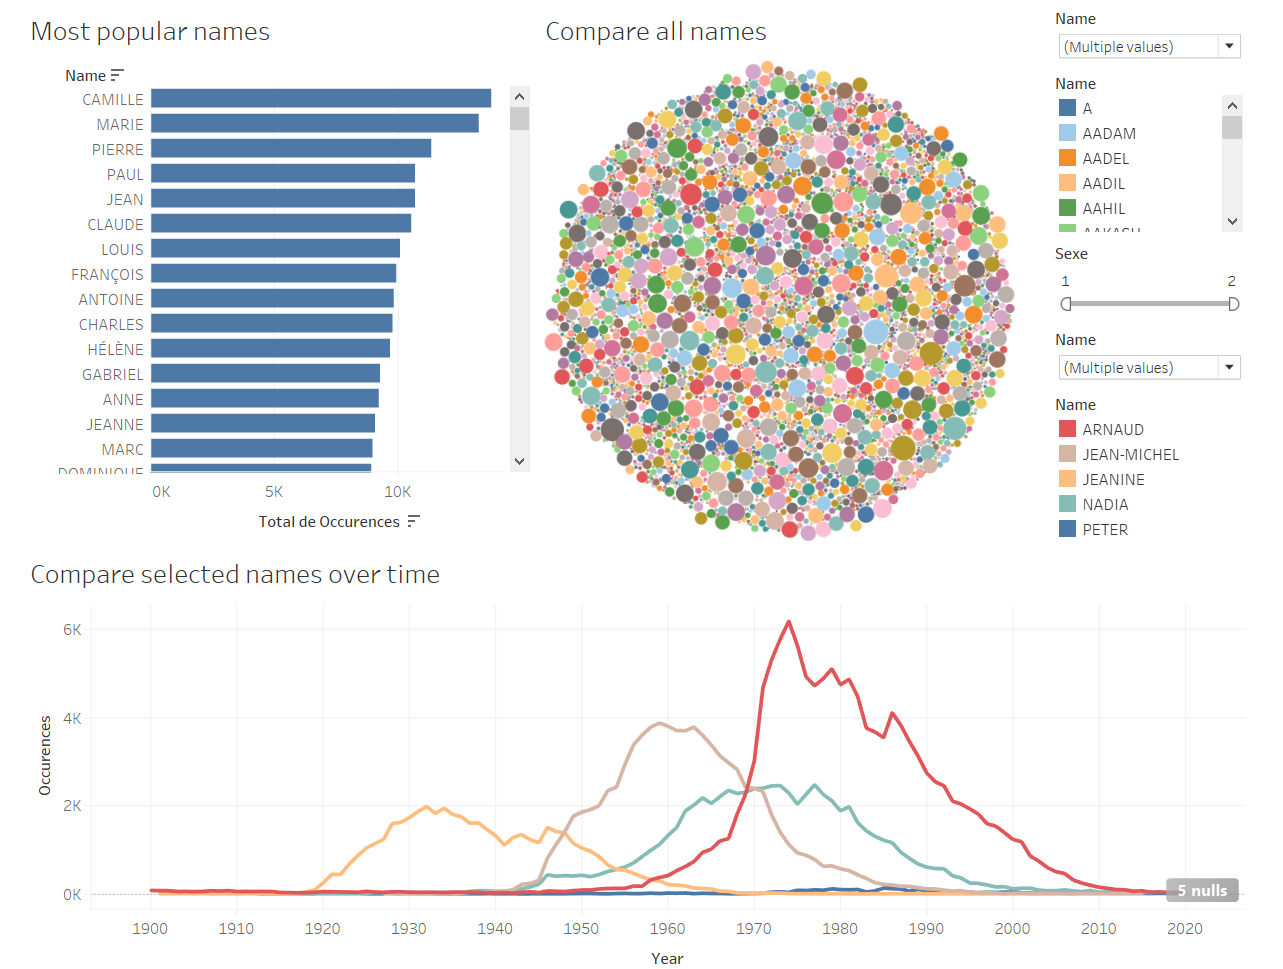 Most popular names
Name
CAMILLE
MARIE
PIERRE
PAUL
JEAN
CLAUDE
LOUIS
FRANÇOIS
ANTOINE
CHARLES
HÉLÈNE
GABRIEL
ANNE
JEANNE
MARC
DOMINIQUE
0K 5K 10K
Total de Occurences
Compare all names
Name
(Multiple values)
Name
A
AADAM
AADEL
AADIL
AAHIL
AAKASH
Sexe
1 2
Name
(Multiple values)
Name
ARNAUD
JEAN-MICHEL
JEANINE
NADIA
PETER
Compare selected names over time
Occurences
6K
4K
2K
0K
5 nulls
1900 1910 1920 1930 1940 1950 1960 1970 1980 1990 2000 2010 2020
Year